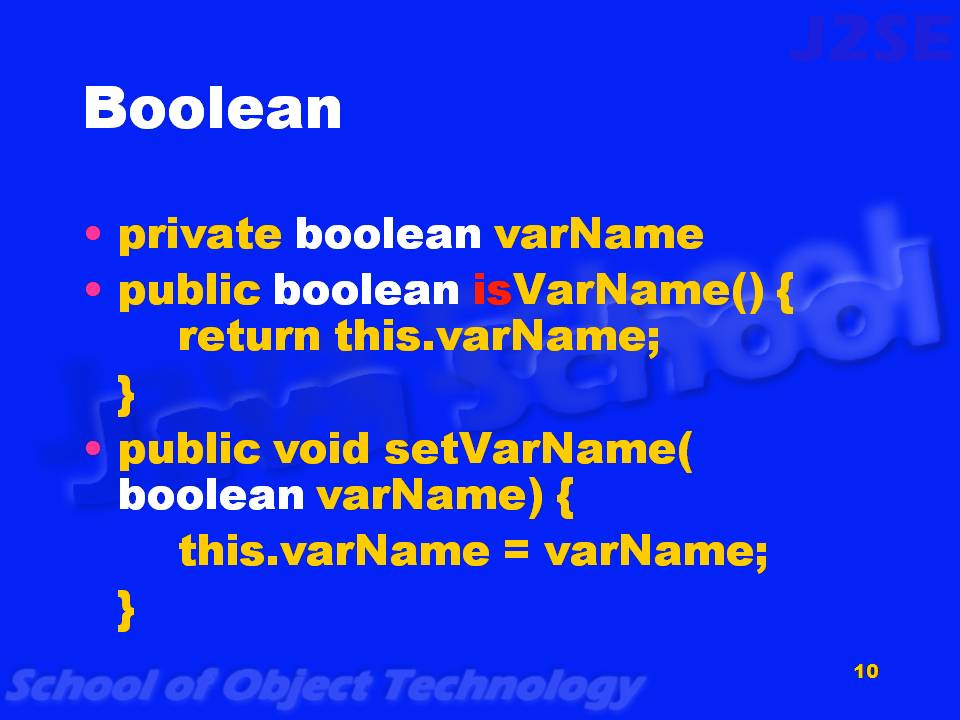 J2SE
Boolean
• private boolean varName
• public boolean isVarName() {
return this.varName;
}
• public void setVarName(
boolean varName) {
this.varName = varName;
}
Java School
School of Object Technology
10